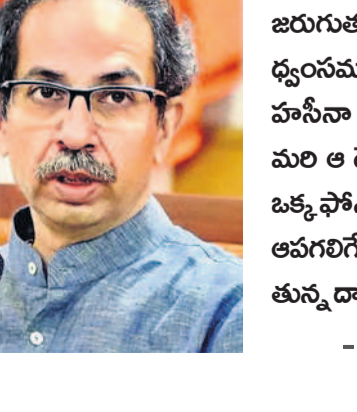 జరుగుత
ధ్వంసమ
హసీనా
మరి ఆ
ఒక్క ఫోన
ఆపగలిగే
తున్న దా
-